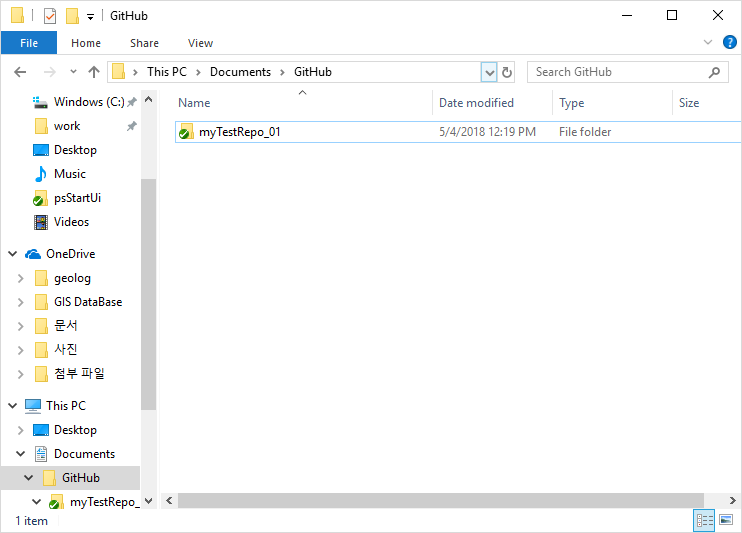 GitHub
File Home Share View
This PC Documents GitHub
Search GitHub
Name Date modified Type Size
myTestRepo_01 5/4/2018 12:19 PM File folder
Windows (C:)
work
Desktop
Music
psStartUi
Videos
OneDrive
geolog
GIS DataBase
문서
사진
첨부 파일
This PC
Desktop
Documents
GitHub
myTestRepo_
1 item